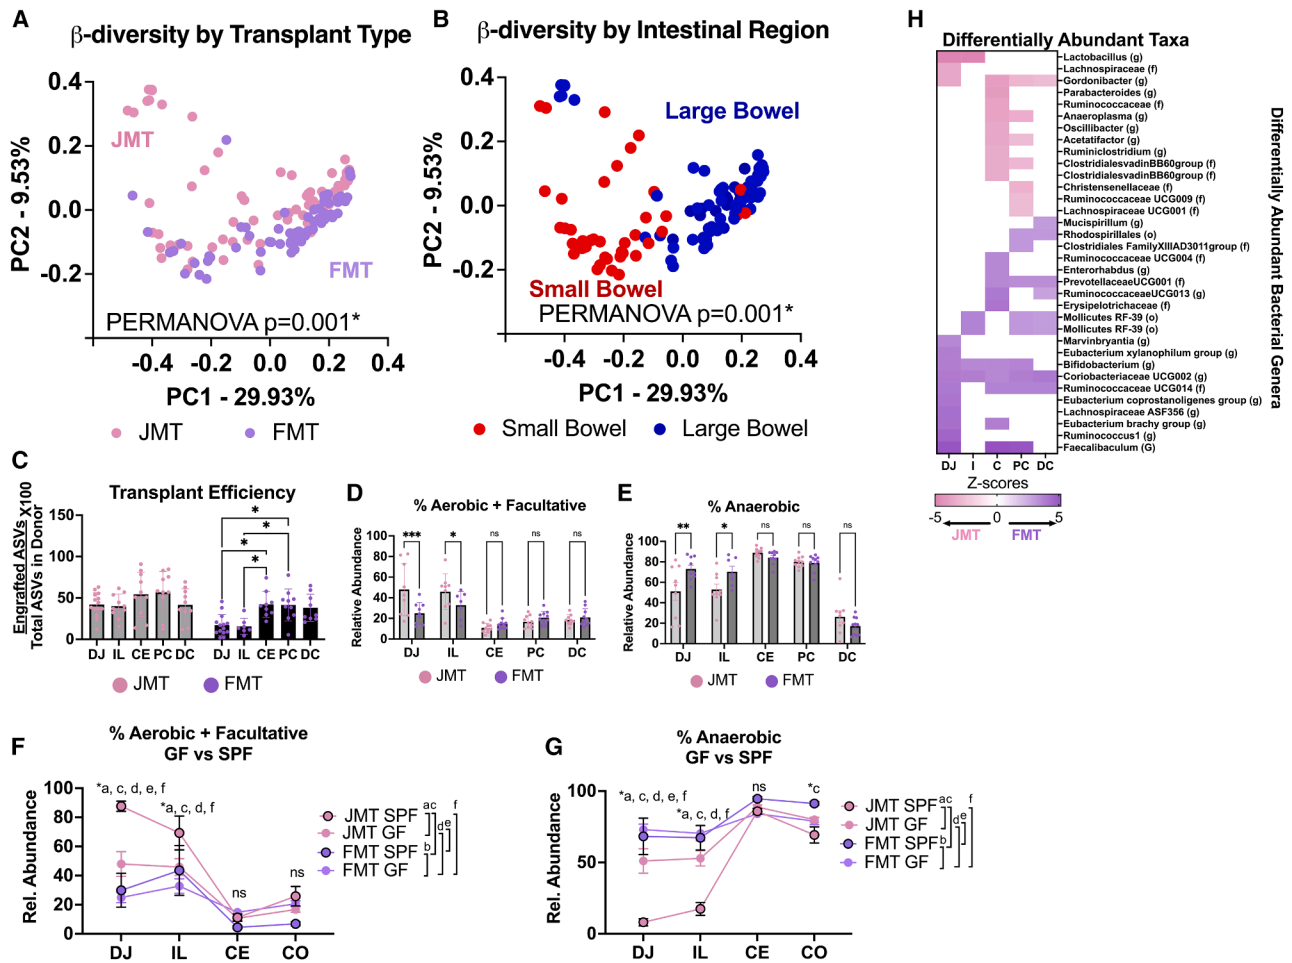 A
β-diversity by Transplant Type
PC2 - 9.53%
0.4
0.2
0.0
-0.2
JMT
FMT
PERMANOVA p=0.001*
-0.4 -0.2 0.0 0.2 0.4
PC1 - 29.93%
JMT FMT
B
β-diversity by Intestinal Region
PC2 - 9.53%
0.4
0.2
0.0
-0.2
Large Bowel
Small Bowel
PERMANOVA p=0.001*
-0.4 -0.2 0.0 0.2 0.4
PC1 - 29.93%
Small Bowel Large Bowel
C
Transplant Efficiency
Engrafted ASVs X100
Total ASVs in Donor
150
100
50
0
* * * *
DJ IL CE PC DC DJ IL CE PC DC
JMT FMT
D
% Aerobic + Facultative
Relative Abundance
100
80
60
40
20
0
*** * ns ns ns
DJ IL CE PC DC
JMT FMT
E
% Anaerobic
Relative Abundance
100
80
60
40
20
0
** * ns ns ns
DJ IL CE PC DC
JMT FMT
F
% Aerobic + Facultative
GF vs SPF
Rel. Abundance
100
80
60
40
20
0
*a, c, d, e, f
*a, c, d, f
ns
ns
DJ IL CE CO
JMT SPF
JMT GF
FMT SPF
FMT GF
ac
b
d
e
f
G
% Anaerobic
GF vs SPF
Rel. Abundance
100
50
0
*a, c, d, e, f
*a, c, d, f
ns
*c
DJ IL CE CO
JMT SPF
JMT GF
FMT SPF
FMT GF
ac
b
d
e
f
H
Differentially Abundant Taxa
Lactobacillus (g)
Lachnospiraceae (f)
Gordonibacter (g)
Parabacteroides (g)
Ruminococcaceae (f)
Anaeroplasma (g)
Oscillibacter (g)
Acetatifactor (g)
Ruminiclostridium (g)
ClostridialesvadinBB60group (f)
ClostridialesvadinBB60group (f)
Christensenellaceae (f)
Ruminococcaceae UCG009 (f)
Lachnospiraceae UCG001 (f)
Mucispirillum (g)
Rhodospirillales (o)
Clostridiales FamilyXIIIAD3011group (f)
Ruminococcaceae UCG004 (f)
Enterorhabdus (g)
PrevotellaceaeUCG001 (f)
RuminococcaceaeUCG013 (g)
Erysipelotrichaceae (f)
Mollicutes RF-39 (o)
Mollicutes RF-39 (o)
Marvinbryantia (g)
Eubacterium xylanophilum group (g)
Bifidobacterium (g)
Coriobacteriaceae UCG002 (g)
Ruminococcaceae UCG014 (f)
Eubacterium coprostanoligenes group (g)
Lachnospiraceae ASF356 (g)
Eubacterium brachy group (g)
Ruminococcus1 (g)
Faecalibaculum (G)
Differentially Abundant Bacterial Genera
DJ I C PC DC
Z-scores
-5 0 5
JMT FMT